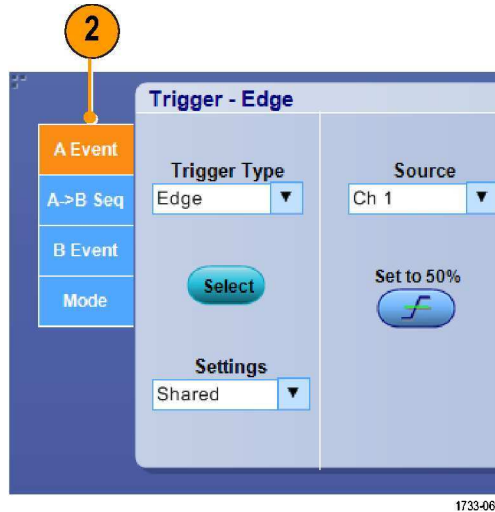 2
Trigger - Edge
A Event
A->B Seq
B Event
Mode
Trigger Type
Edge
Select
Settings
Shared
Source
Ch 1
Set to 50%
1733-06